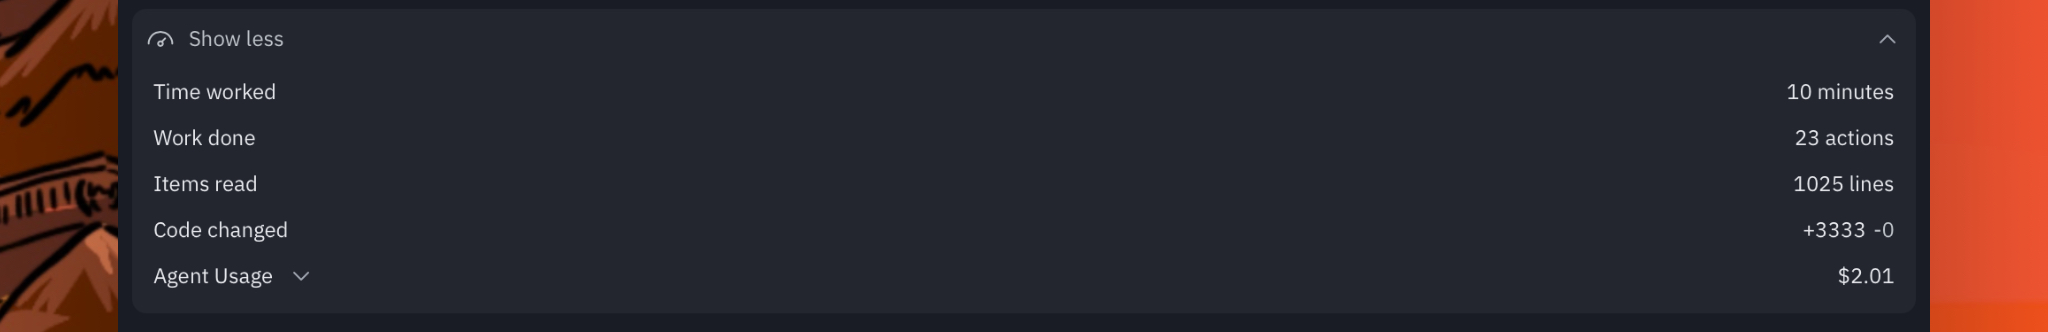 Show less
Time worked 10 minutes
Work done 23 actions
Items read 1025 lines
Code changed +3333 -0
Agent Usage $2.01